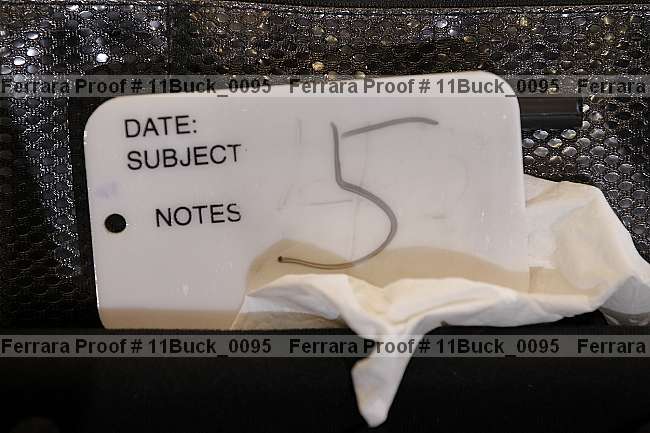 Ferrara Proof # 11Buck_0095 Ferrara Proof # 11Buck_0095 Ferrara
DATE:
SUBJECT
5
NOTES
Ferrara Proof # 11Buck_0095 Ferrara Proof # 11Buck_0095 Ferrara